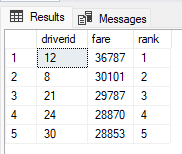 Results Messages
driverid fare rank
1 12 36787 1
2 8 30101 2
3 21 29787 3
4 24 28870 4
5 30 28853 5